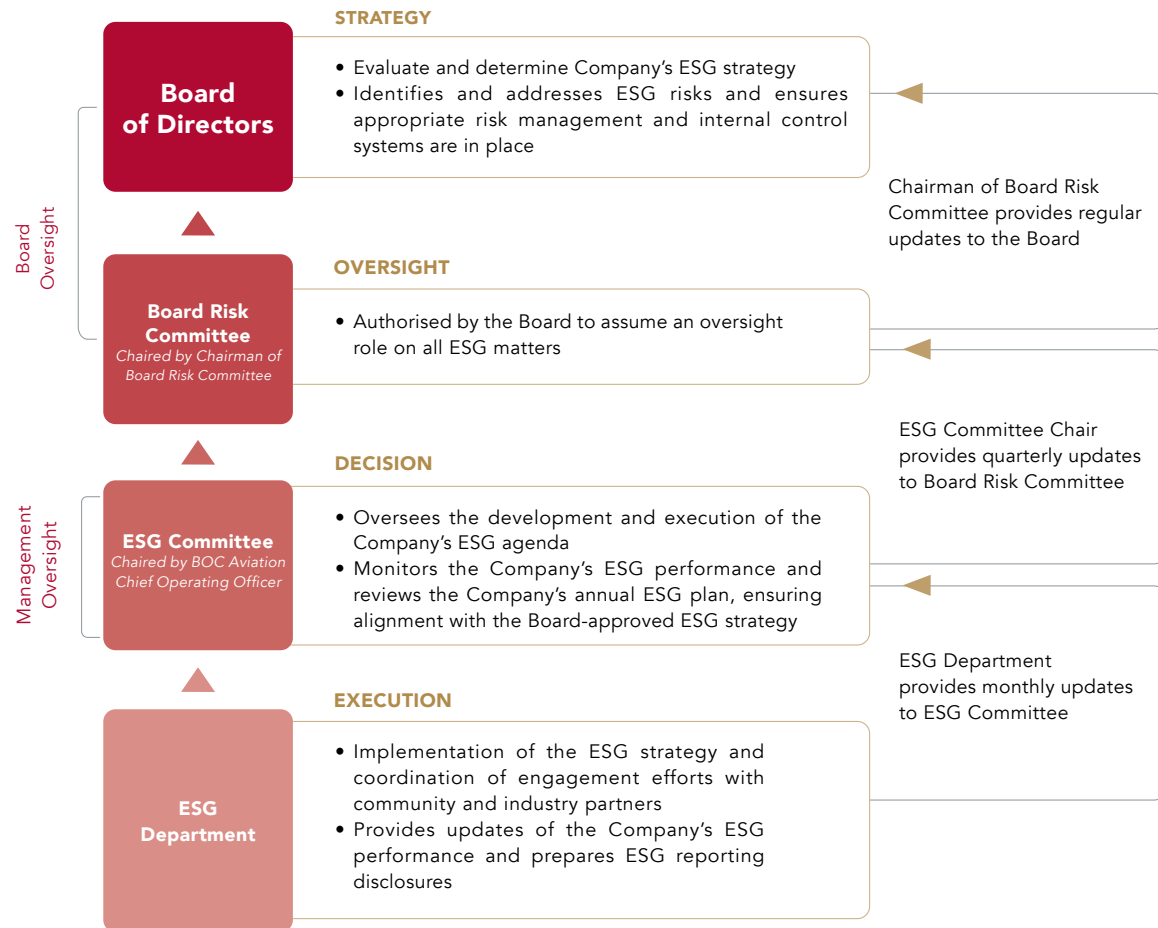 STRATEGY
Board
of Directors
• Evaluate and determine Company's ESG strategy
• Identifies and addresses ESG risks and ensures
appropriate risk management and internal control
systems are in place
Chairman of Board Risk
Committee provides regular
updates to the Board
Board
Oversight
OVERSIGHT
Board Risk
Committee
Chaired by Chairman of
Board Risk Committee
• Authorised by the Board to assume an oversight
role on all ESG matters
ESG Committee Chair
provides quarterly updates
to Board Risk Committee
DECISION
Management
Oversight
ESG Committee
Chaired by BOC Aviation
Chief Operating Officer
• Oversees the development and execution of the
Company's ESG agenda
• Monitors the Company's ESG performance and
reviews the Company's annual ESG plan, ensuring
alignment with the Board-approved ESG strategy
ESG Department
provides monthly updates
to ESG Committee
EXECUTION
ESG
Department
• Implementation of the ESG strategy and
coordination of engagement efforts with
community and industry partners
• Provides updates of the Company's ESG
performance and prepares ESG reporting
disclosures